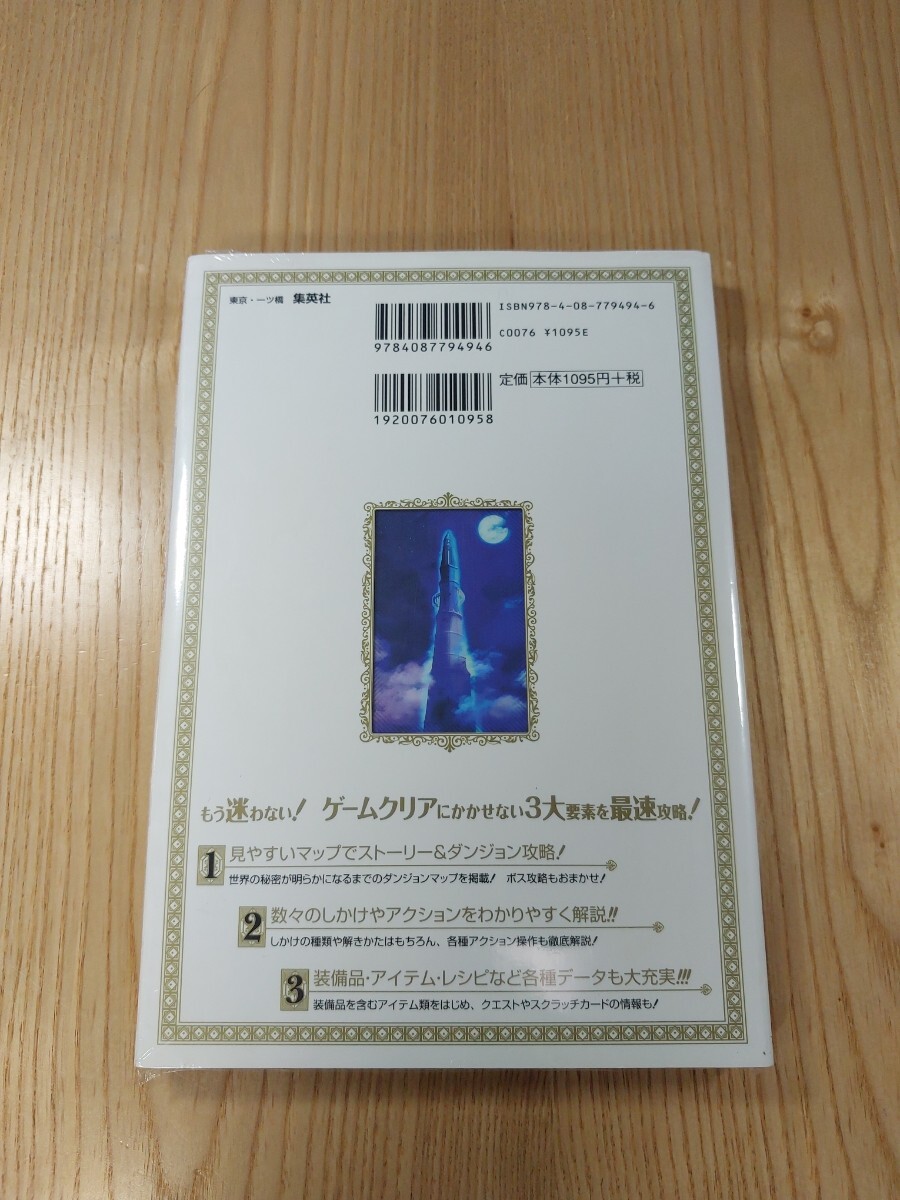 東京・一ツ橋 集英社
ISBN978-4-08-779494-6
C0076 ¥1095E
9784087794946
定価 本体1095円+税
1920076010958
もう迷わない! ゲームクリアにかかせない3大要素を最速攻略!
1 見やすいマップでストーリー&ダンジョン攻略!
世界の秘密が明らかになるまでのダンジョンマップを掲載! ボス攻略もおまかせ!
2 数々のしかけやアクションをわかりやすく解説!!
しかけの種類や解きかたはもちろん、各種アクション操作も徹底解説!
3 装備品・アイテム・レシピなど各種データも大充実!!!
装備品を含むアイテム類をはじめ、クエストやスクラッチカードの情報も!